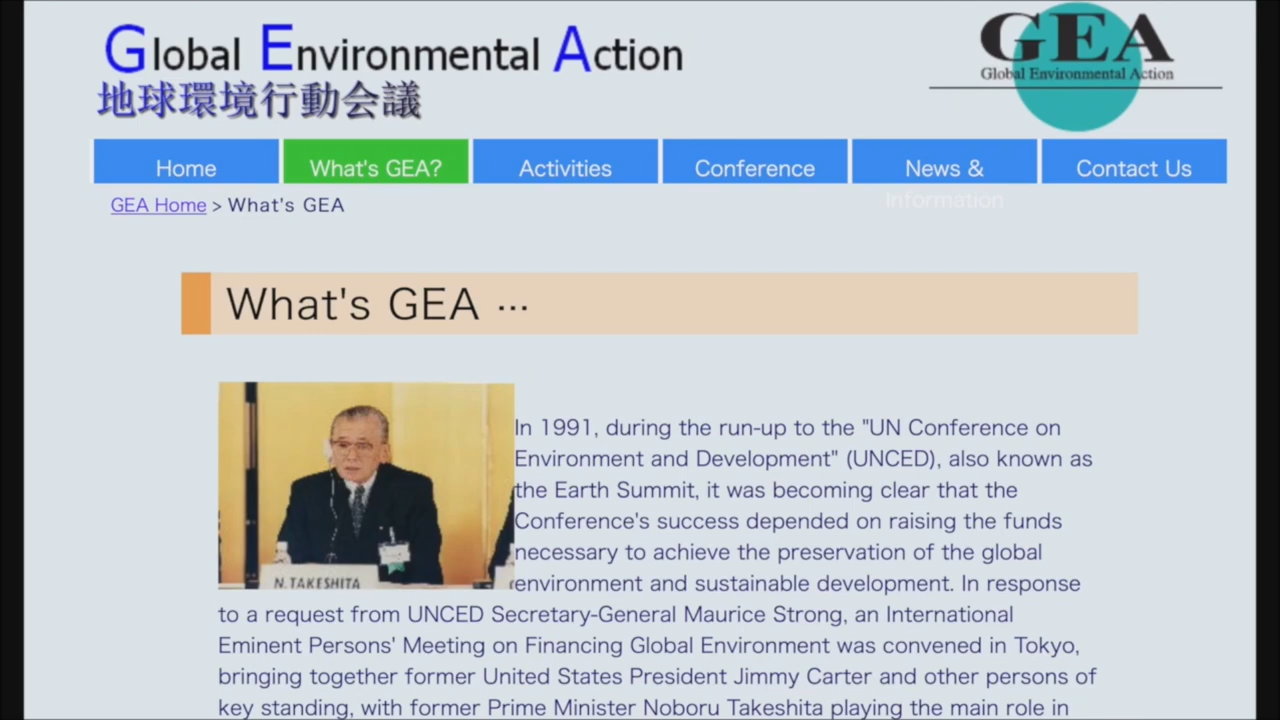 Global Environmental Action
地球環境行動会議
GEA
Global Environmental Action
Home
What's GEA?
Activities
Conference
News &
Information
Contact Us
GEA Home > What's GEA
What's GEA …
N.TAKESHITA
In 1991, during the run-up to the "UN Conference on
Environment and Development" (UNCED), also known as
the Earth Summit, it was becoming clear that the
Conference's success depended on raising the funds
necessary to achieve the preservation of the global
environment and sustainable development. In response
to a request from UNCED Secretary-General Maurice Strong, an International
Eminent Persons' Meeting on Financing Global Environment was convened in Tokyo,
bringing together former United States President Jimmy Carter and other persons of
key standing, with former Prime Minister Noboru Takeshita playing the main role in